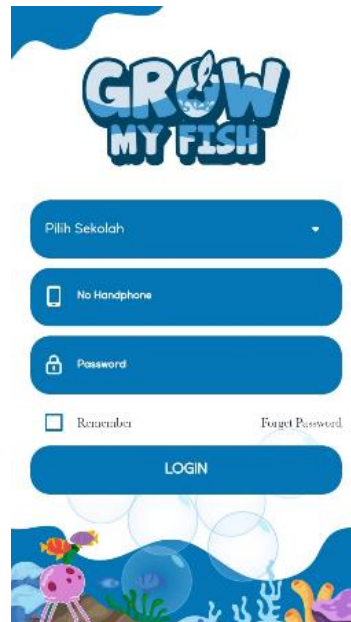 GROW
MY FISH
Pilih Sekolah
No Handphone
Password
Remember
Forget Password
LOGIN